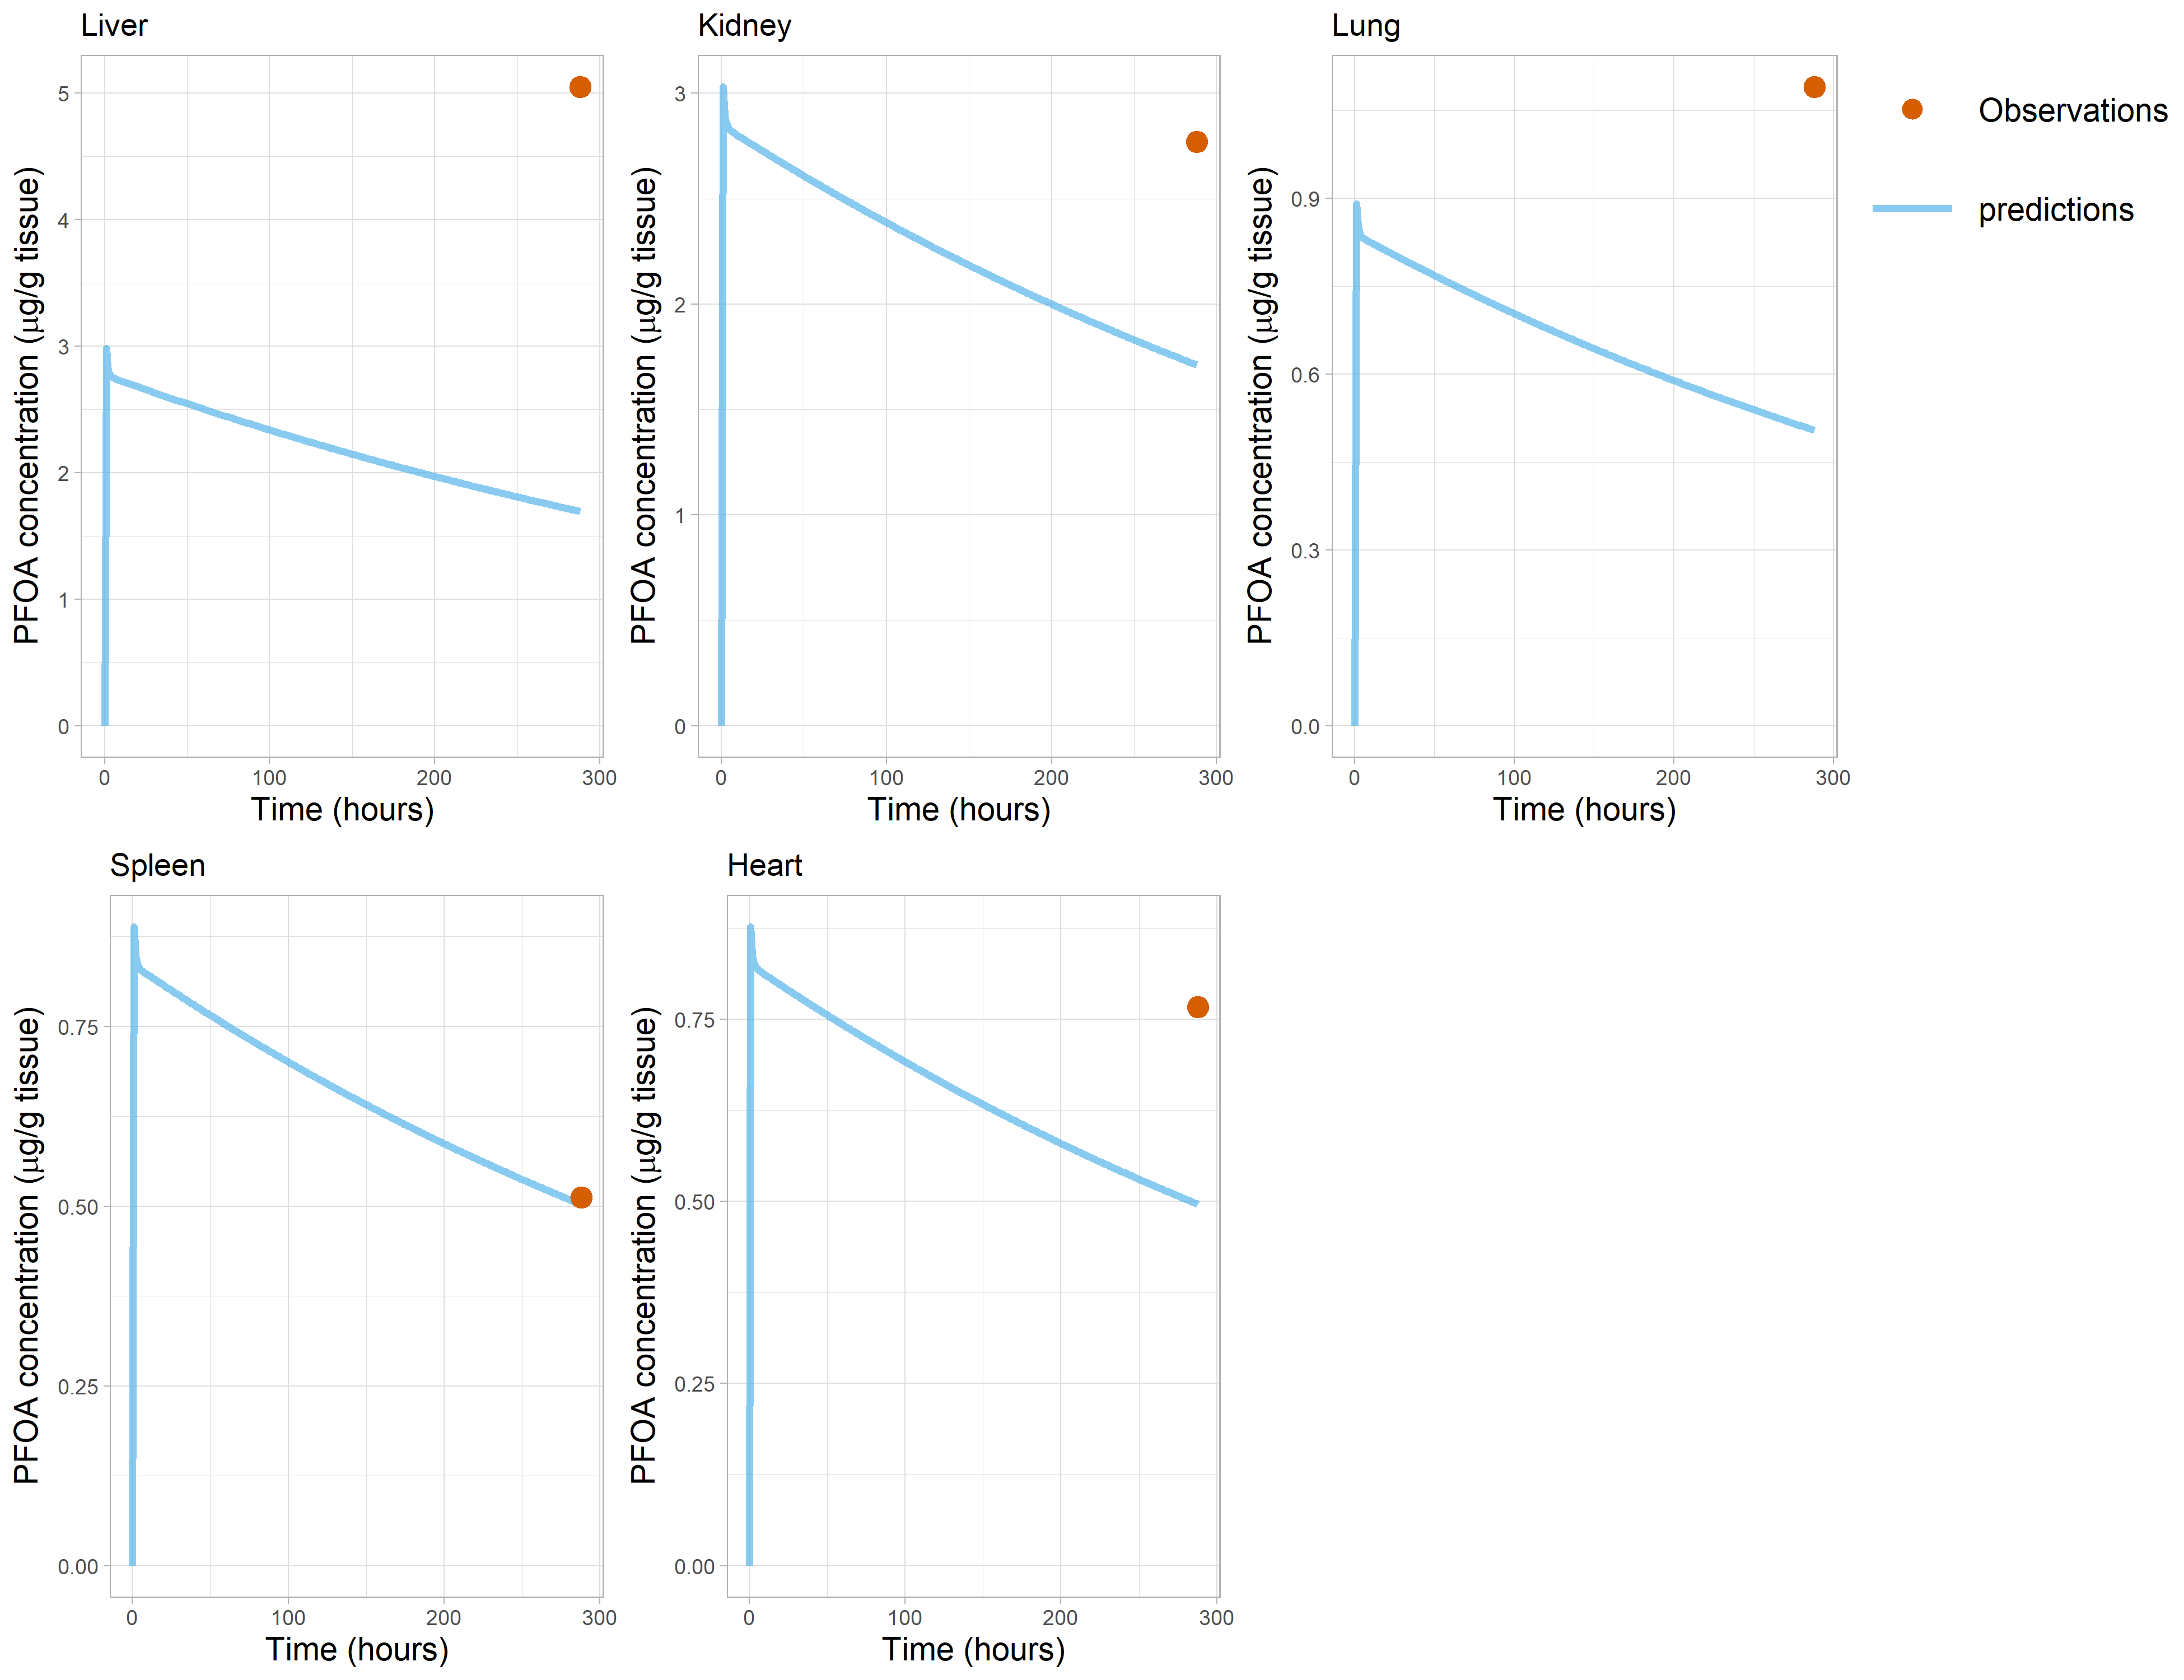 Liver
PFOA concentration (µg/g tissue)
5
4
3
2
1
0
0 100 200 300
Time (hours)
Kidney
PFOA concentration (µg/g tissue)
3
2
1
0
0 100 200 300
Time (hours)
Lung
PFOA concentration (µg/g tissue)
0.9
0.6
0.3
0.0
0 100 200 300
Time (hours)
Observations
predictions
Spleen
PFOA concentration (µg/g tissue)
0.75
0.50
0.25
0.00
0 100 200 300
Time (hours)
Heart
PFOA concentration (µg/g tissue)
0.75
0.50
0.25
0.00
0 100 200 300
Time (hours)